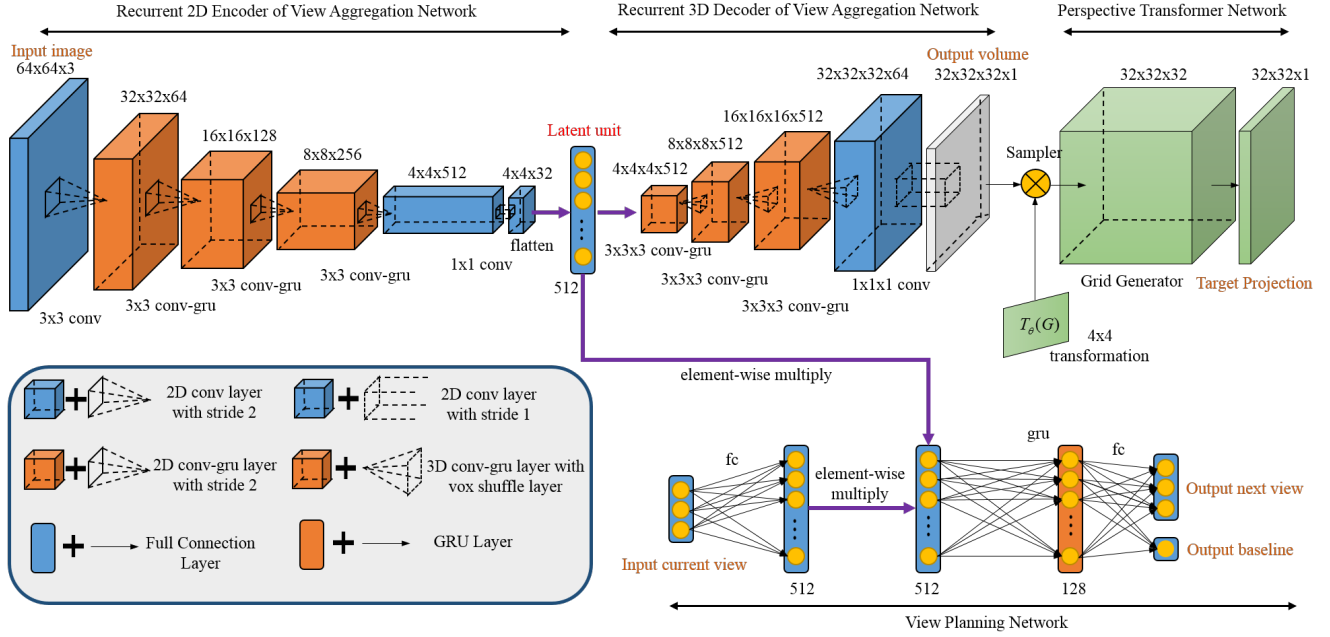 Recurrent 2D Encoder of View Aggregation Network
Recurrent 3D Decoder of View Aggregation Network
Perspective Transformer Network
Input image
64x64x3
32x32x64
16x16x128
8x8x256
4x4x512
4x4x32
Latent unit
4x4x4x512
8x8x8x512
16x16x16x512
32x32x32x64
Output volume
32x32x32x1
Sampler
32x32x32
32x32x1
3x3 conv
3x3 conv-gru
3x3 conv-gru
3x3 conv-gru
1x1 conv
flatten
512
3x3x3 conv-gru
3x3x3 conv-gru
3x3x3 conv-gru
1x1x1 conv
Grid Generator
Target Projection
T_θ(G)
4x4
transformation
element-wise multiply
2D conv layer
with stride 2
2D conv layer
with stride 1
2D conv-gru layer
with stride 2
3D conv-gru layer with
vox shuffle layer
Full Connection
Layer
GRU Layer
fc
element-wise
multiply
gru
fc
Input current view
Output next view
Output baseline
512
512
128
View Planning Network